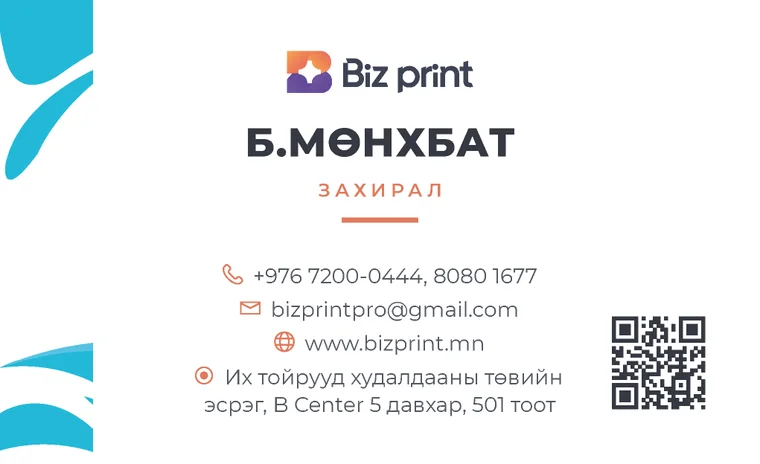 Biz print
Б.МӨНХБАТ
ЗАХИРАЛ
+976 7200-0444, 8080 1677
bizprintpro@gmail.com
www.bizprint.mn
Их тойрууд худалдааны төвийн
эсрэг, B Center 5 давхар, 501 тоот